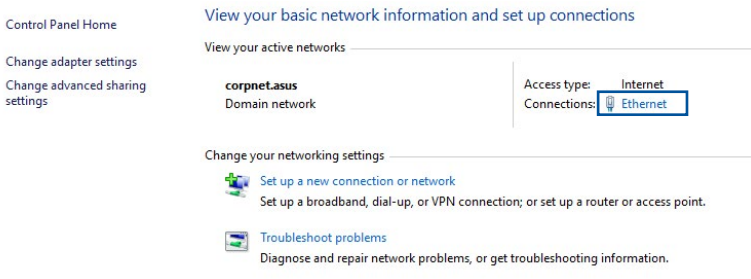 Control Panel Home
Change adapter settings
Change advanced sharing
settings
View your basic network information and set up connections
View your active networks
corpnet.asus
Domain network
Access type: Internet
Connections: Ethernet
Change your networking settings
Set up a new connection or network
Set up a broadband, dial-up, or VPN connection; or set up a router or access point.
Troubleshoot problems
Diagnose and repair network problems, or get troubleshooting information.